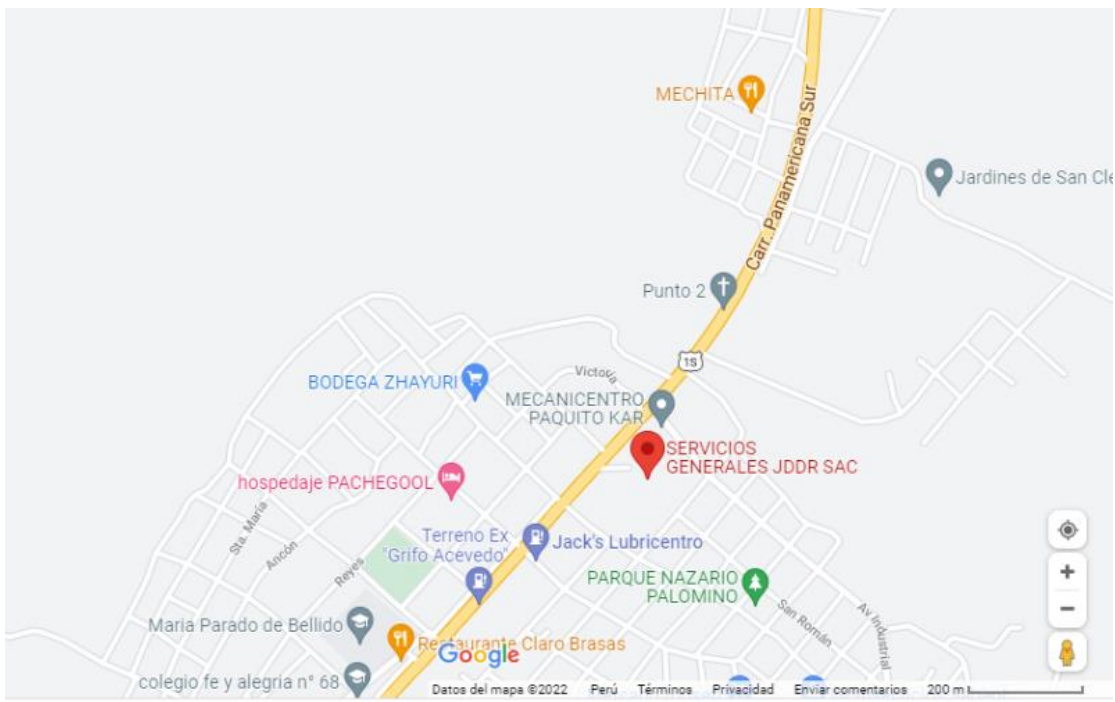 MECHITA
Carr. Panamericana Sur
Jardines de San Cle
Punto 2
1S
Victoria
BODEGA ZHAYURI
MECANICENTRO
PAQUITO KAR
SERVICIOS
GENERALES JDDR SAC
hospedaje PACHEGOOL
Sta. María
Ancón
Reyes
Terreno Ex
"Grifo Acevedo"
Jack's Lubricentro
PARQUE NAZARIO
PALOMINO
San Román
Av Industrial
Maria Parado de Bellido
Restaurante Claro Brasas
colegio fe y alegria n° 68
Google
Datos del mapa ©2022 Perú Términos Privacidad Enviar comentarios 200 m